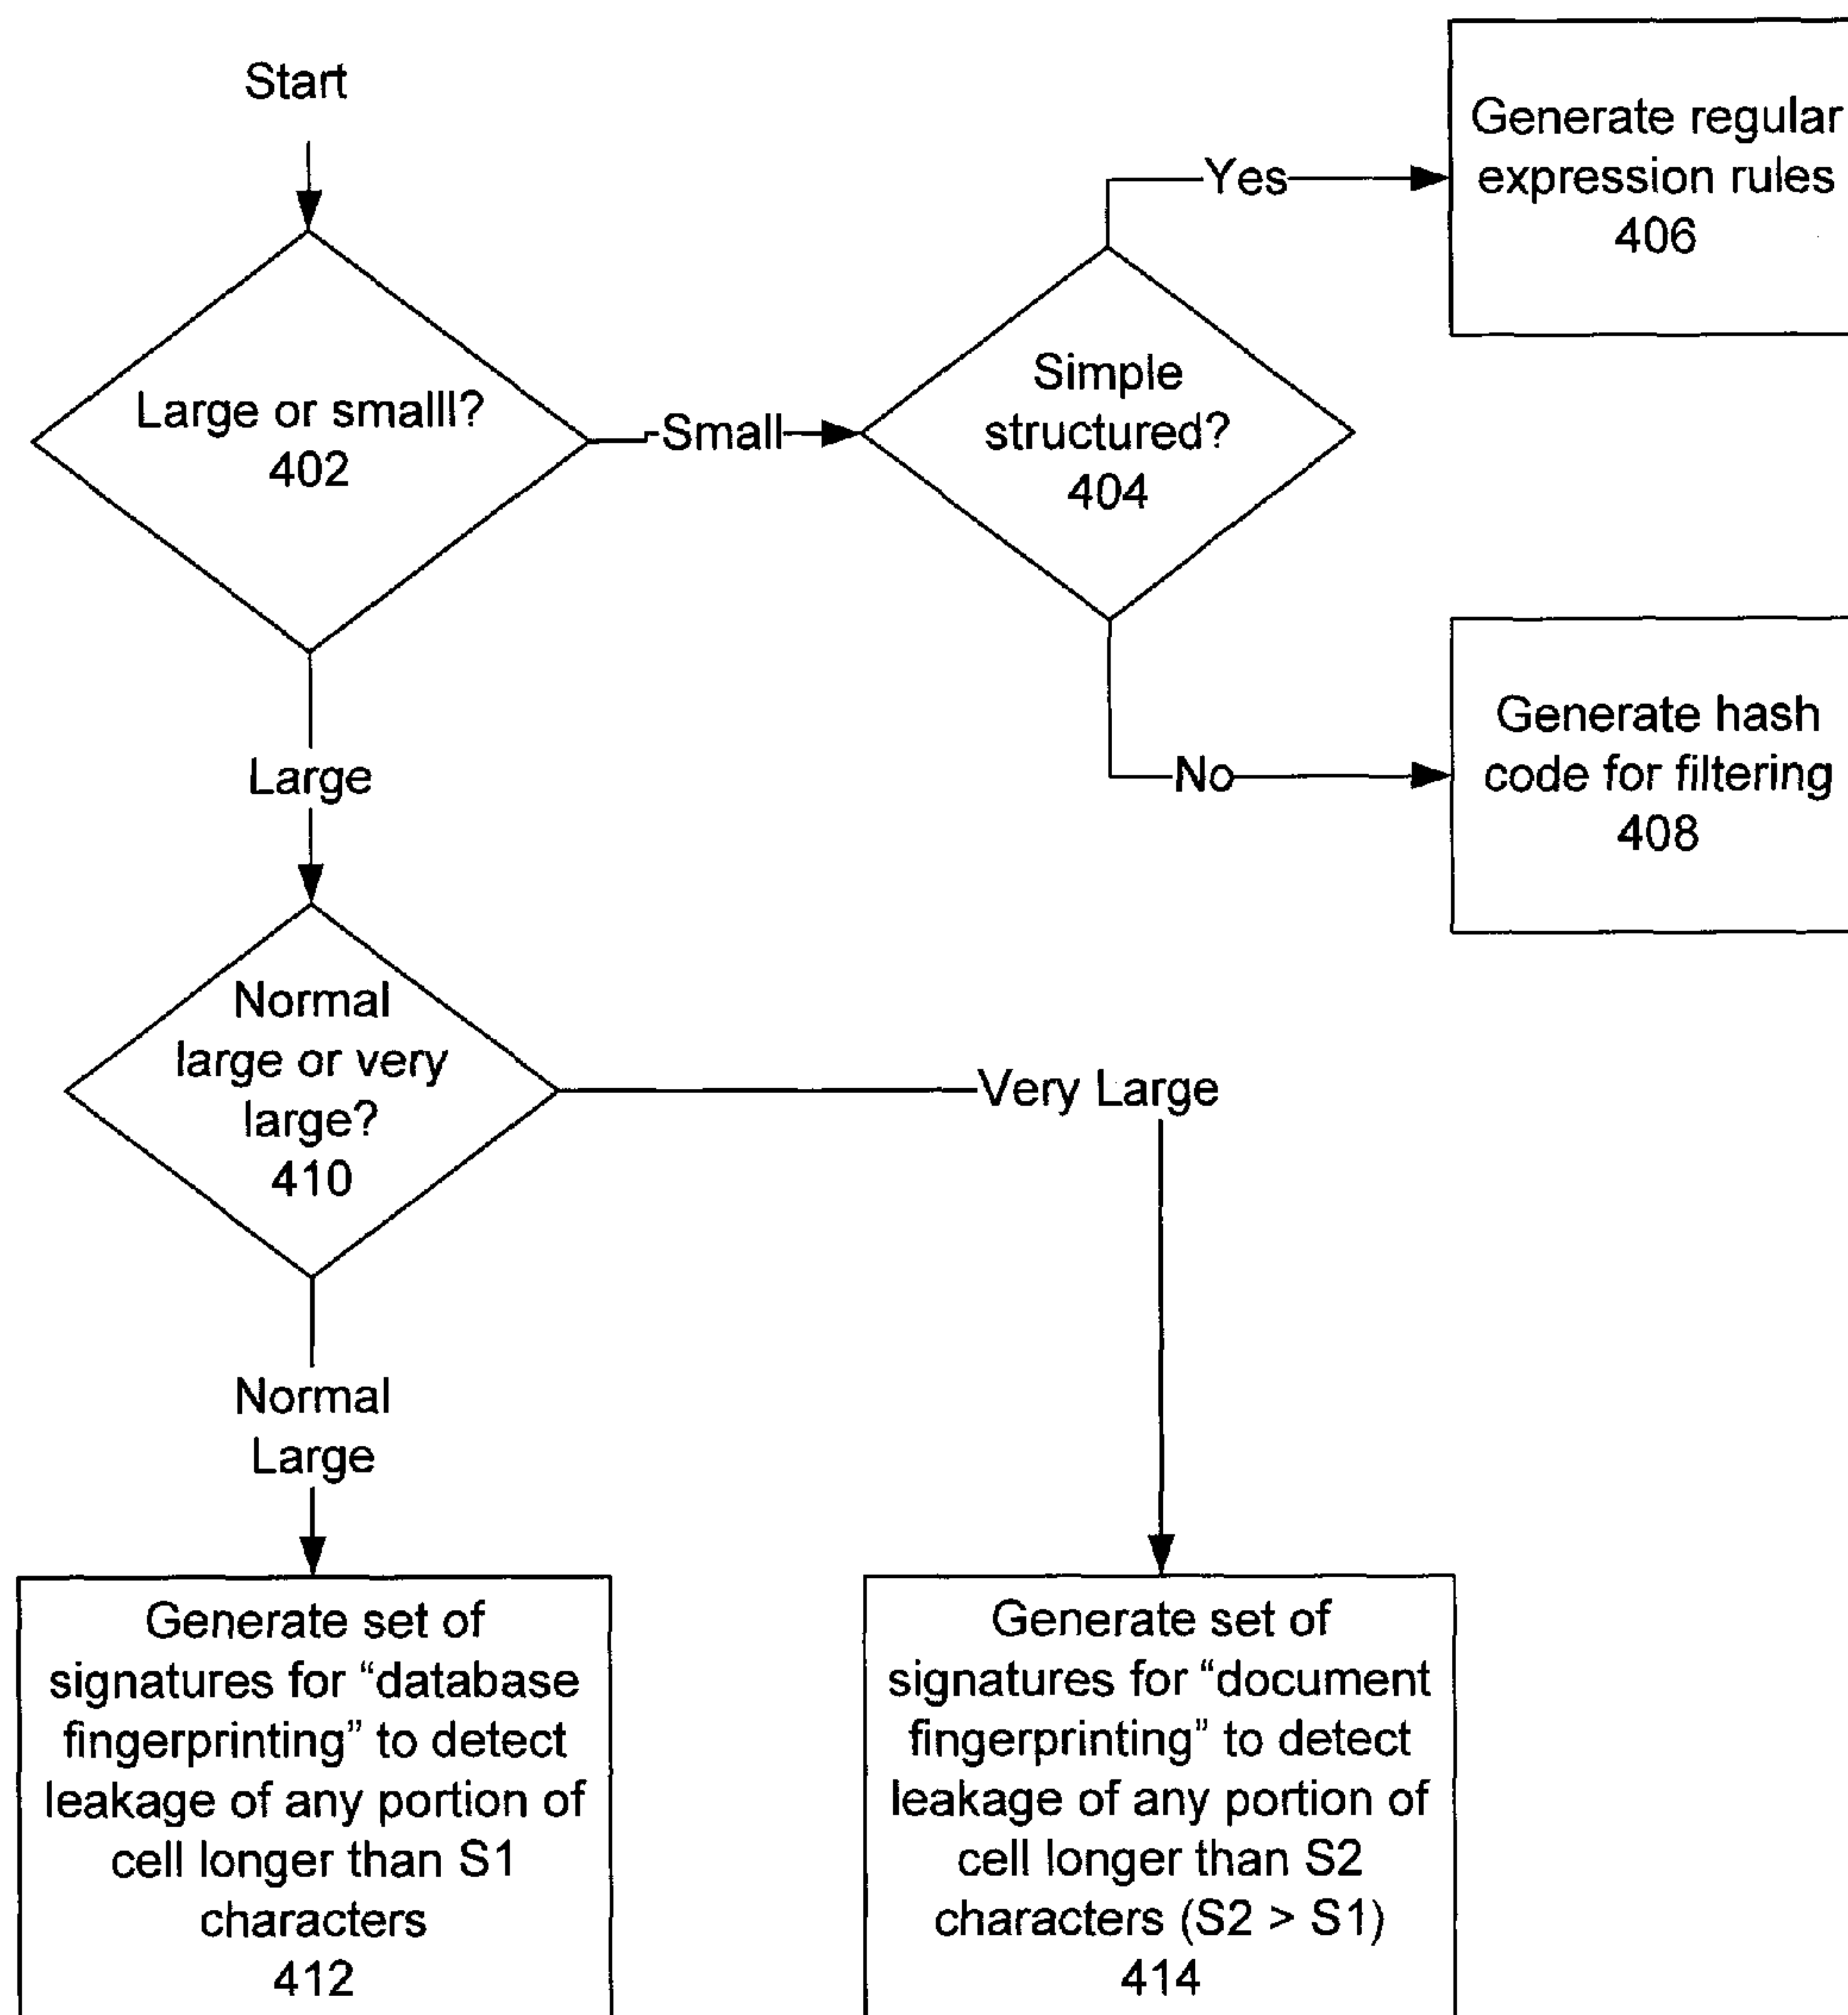 Start
Large or smalll?
402
Small
Simple
structured?
404
Yes
Generate regular
expression rules
406
No
Generate hash
code for filtering
408
Large
Normal
large or very
large?
410
Very Large
Normal
Large
Generate set of
signatures for “database
fingerprinting” to detect
leakage of any portion of
cell longer than S1
characters
412
Generate set of
signatures for “document
fingerprinting” to detect
leakage of any portion of
cell longer than S2
characters (S2 > S1)
414